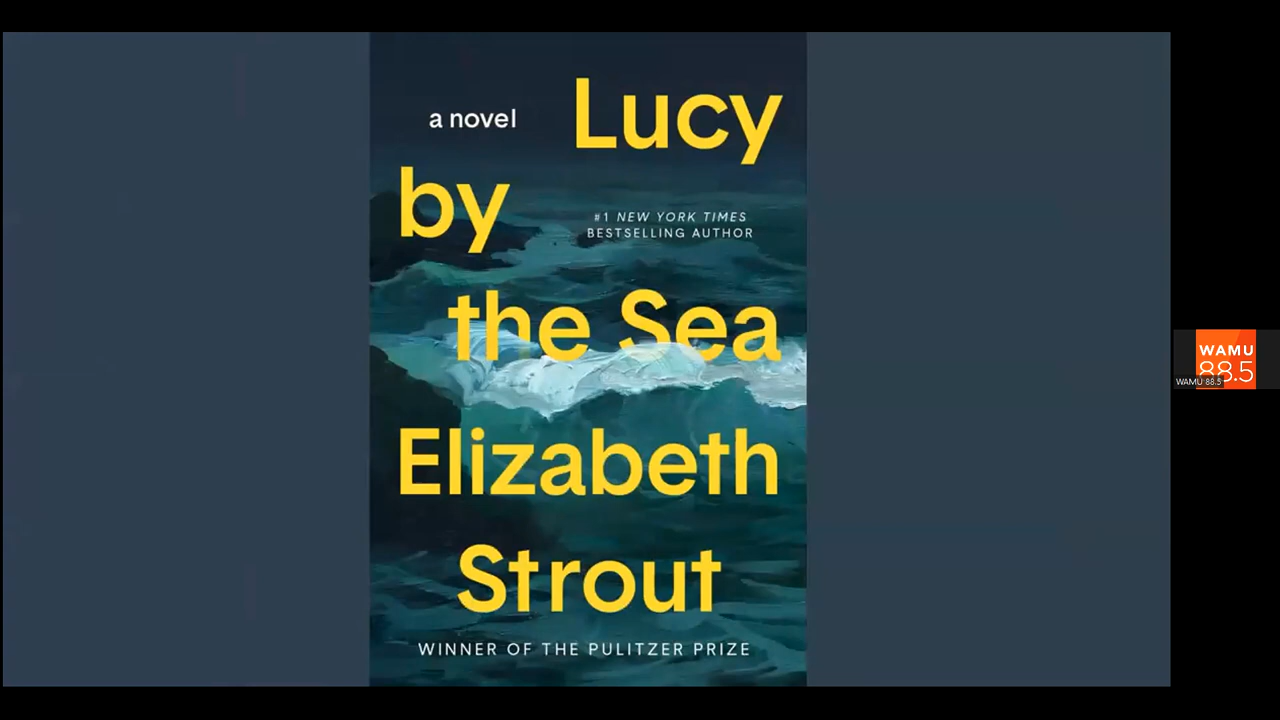 a novel
Lucy
by
#1 NEW YORK TIMES
BESTSELLING AUTHOR
the Sea
Elizabeth
Strout
WINNER OF THE PULITZER PRIZE
WAMU
88.5
WAMU 88.5